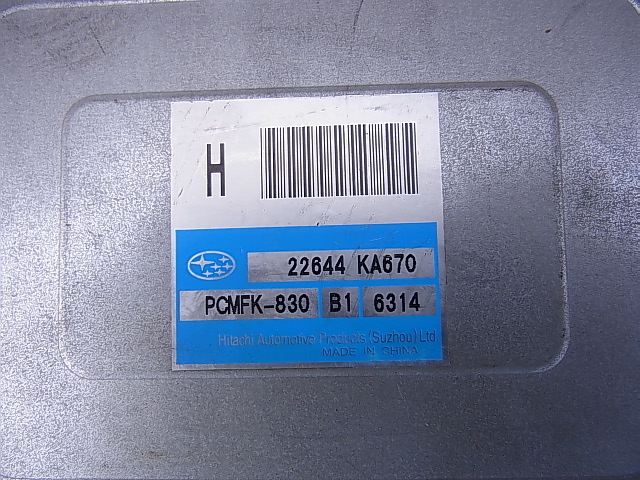 H
22644 KA670
PCMFK-830 B1 6314
Hitachi Automotive Products (Suzhou) Ltd
MADE IN CHINA